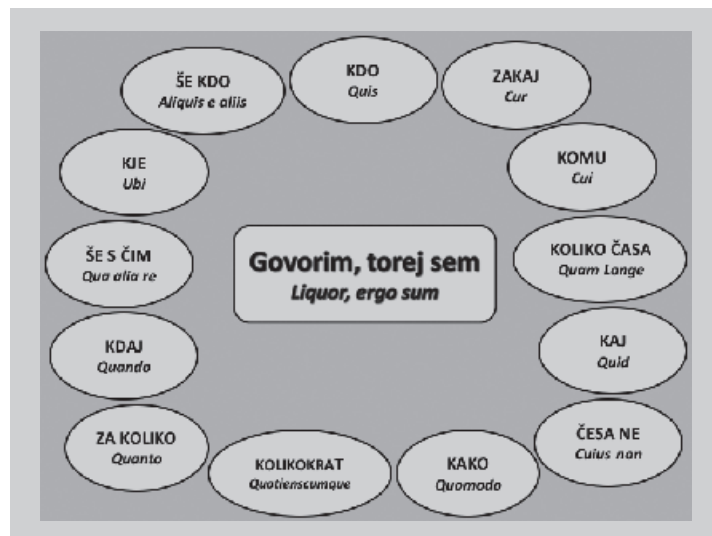 ŠE KDO
Aliquis e aliis
KDO
Quis
ZAKAJ
Cur
KOMU
Cui
KOLIKO ČASA
Quam Longe
KAJ
Quid
ČESA NE
Cuius non
KAKO
Quomodo
KOLIKOKRAT
Quotienscumque
ZA KOLIKO
Quanto
KDAJ
Quando
ŠE S ČIM
Qua alia re
KJE
Ubi
Govorim, torej sem
Liquor, ergo sum